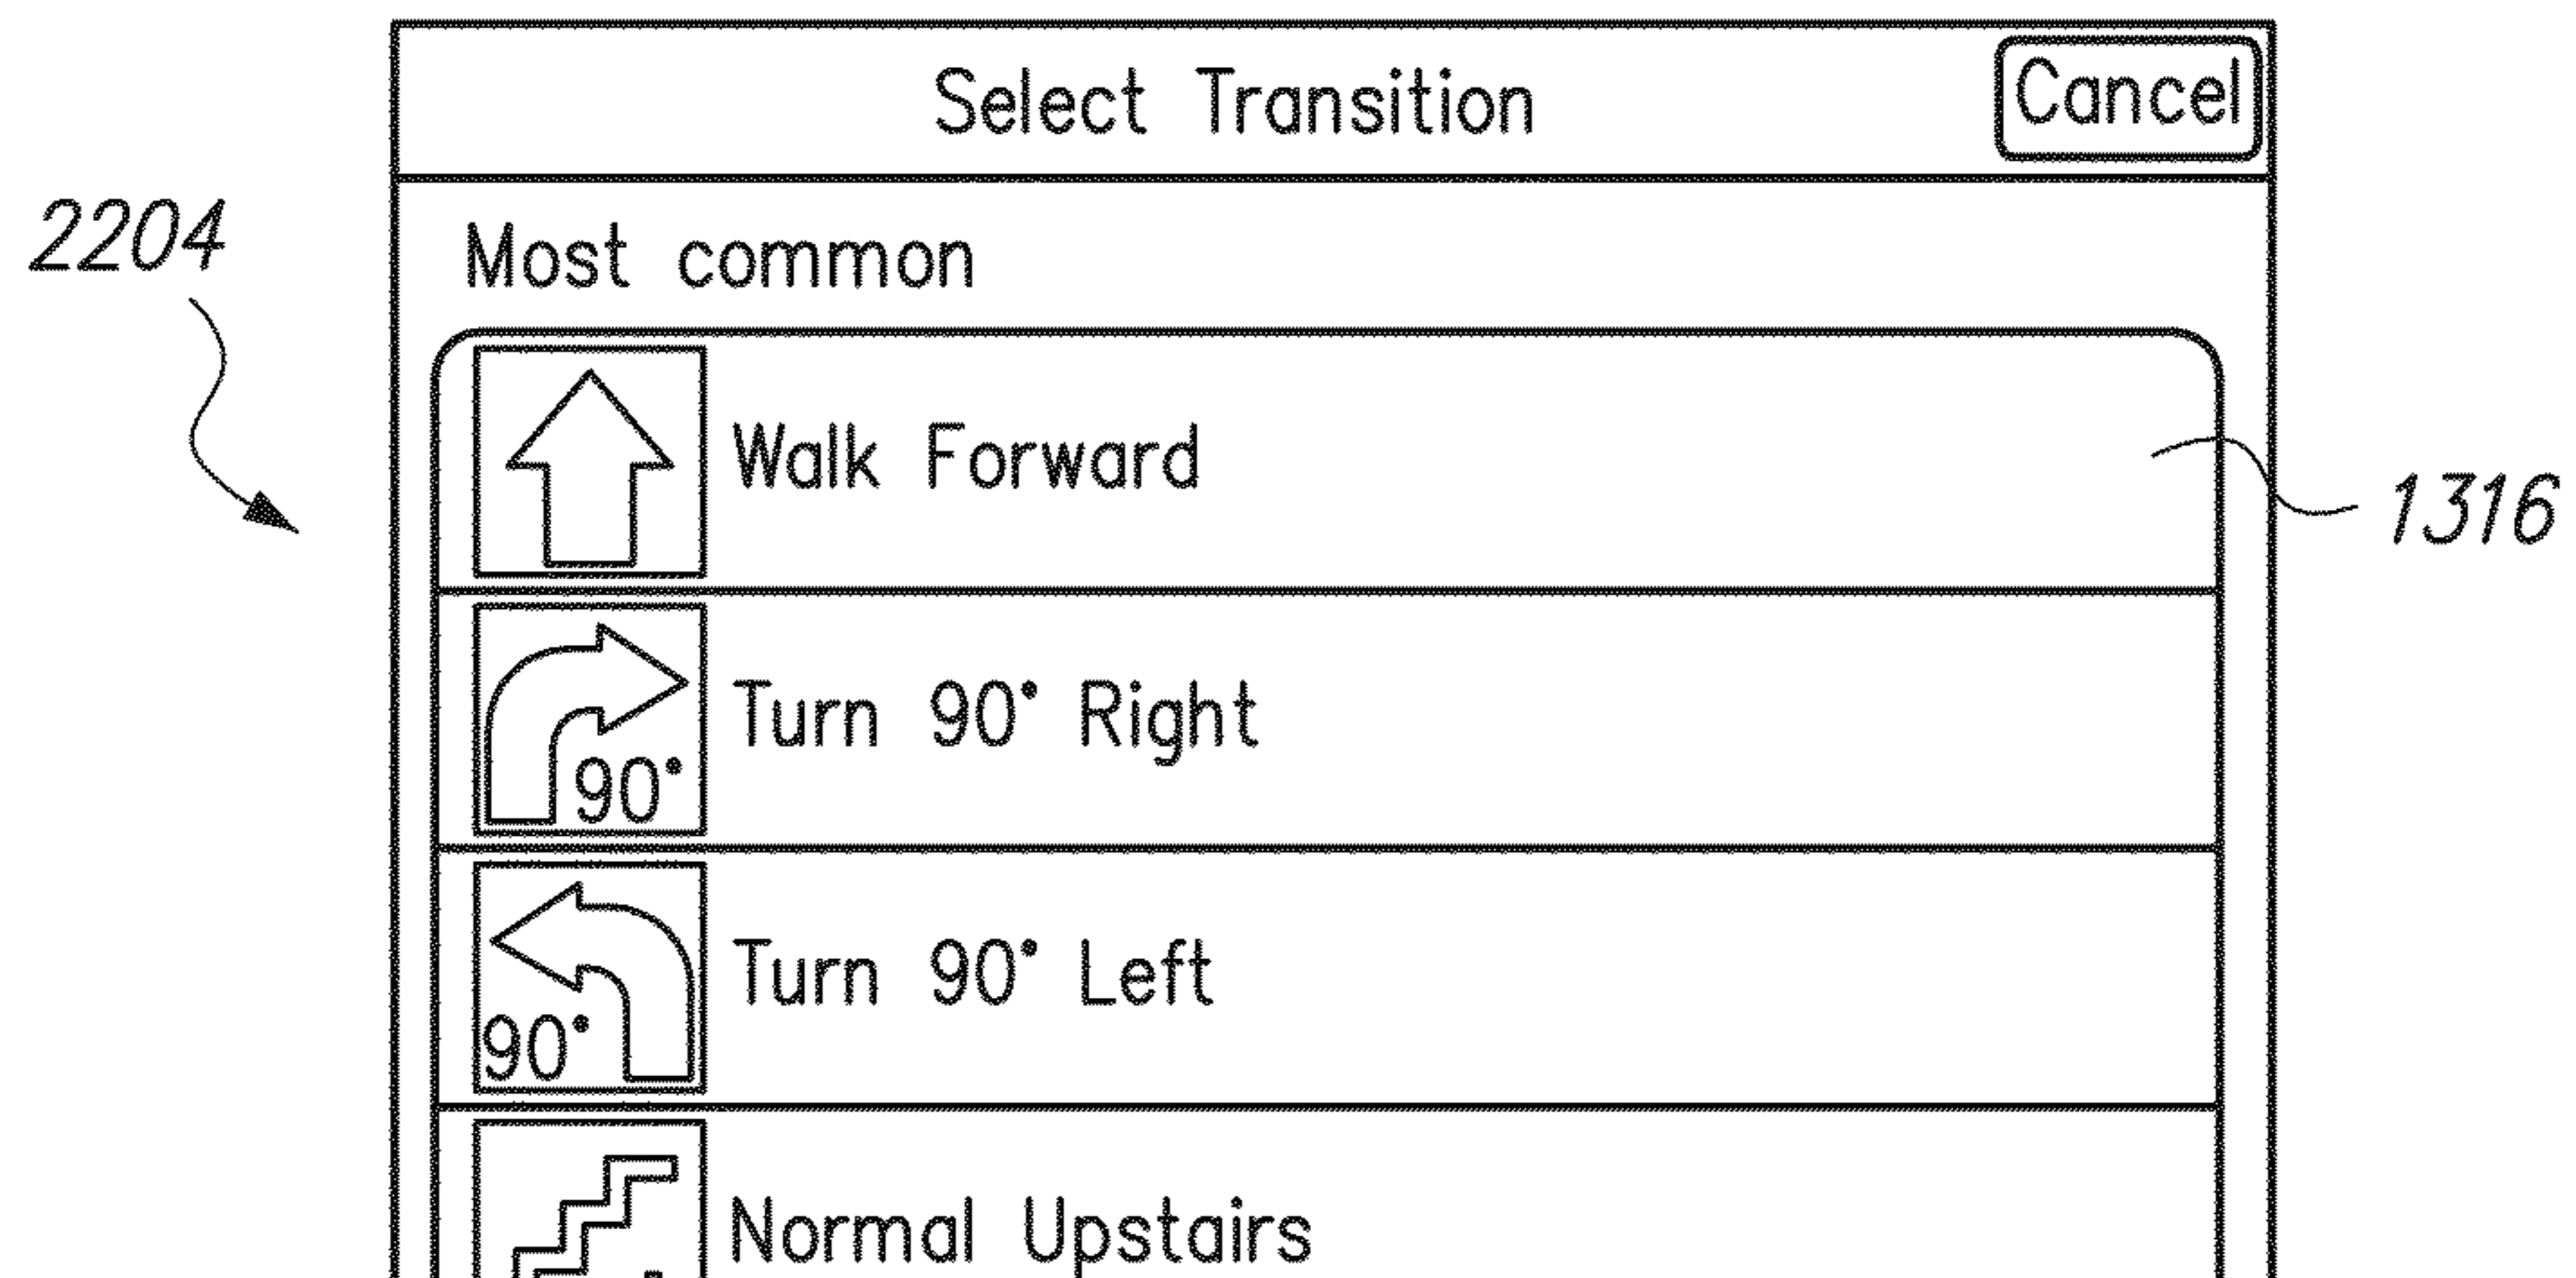 Select Transition
Cancel
2204
Most common
Walk Forward
1316
Turn 90° Right
90°
Turn 90° Left
90°
Normal Upstairs